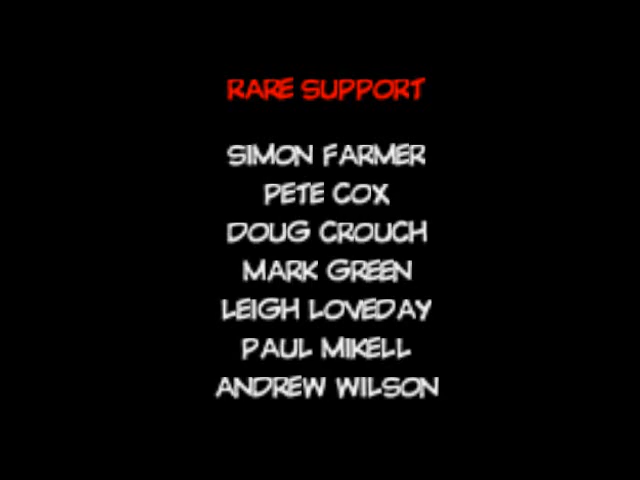 RARE SUPPORT
SIMON FARMER
PETE COX
DOUG CROUCH
MARK GREEN
LEIGH LOVEDAY
PAUL MIKELL
ANDREW WILSON